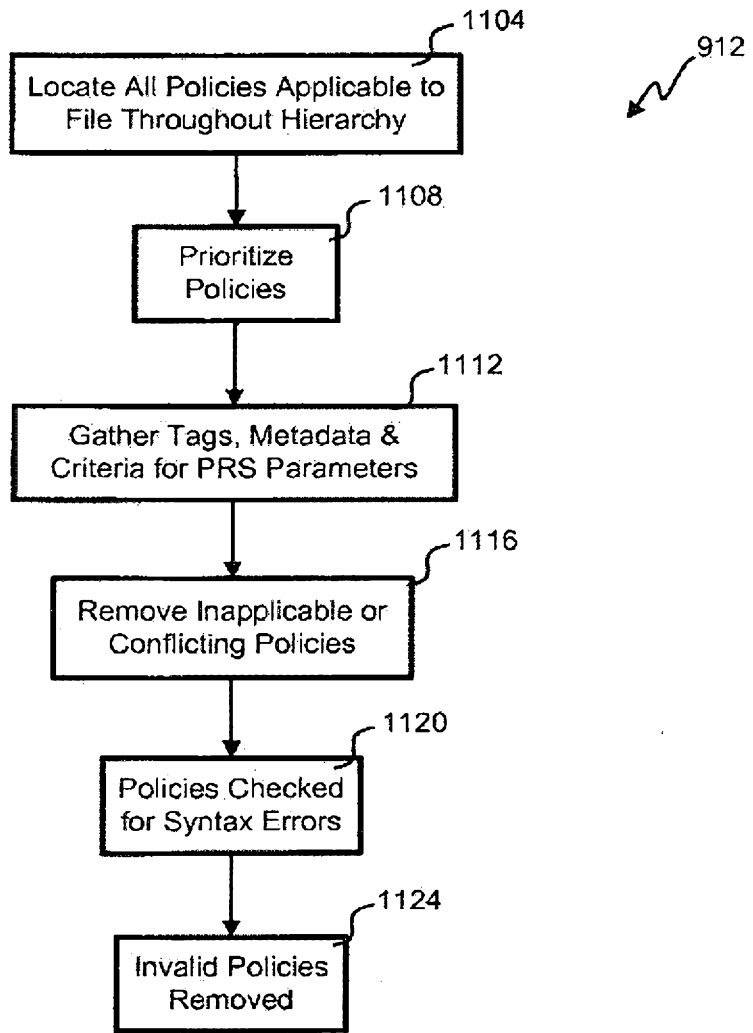 1104
912
Locate All Policies Applicable to
File Throughout Hierarchy
1108
Prioritize
Policies
1112
Gather Tags, Metadata &
Criteria for PRS Parameters
1116
Remove Inapplicable or
Conflicting Policies
1120
Policies Checked
for Syntax Errors
1124
Invalid Policies
Removed